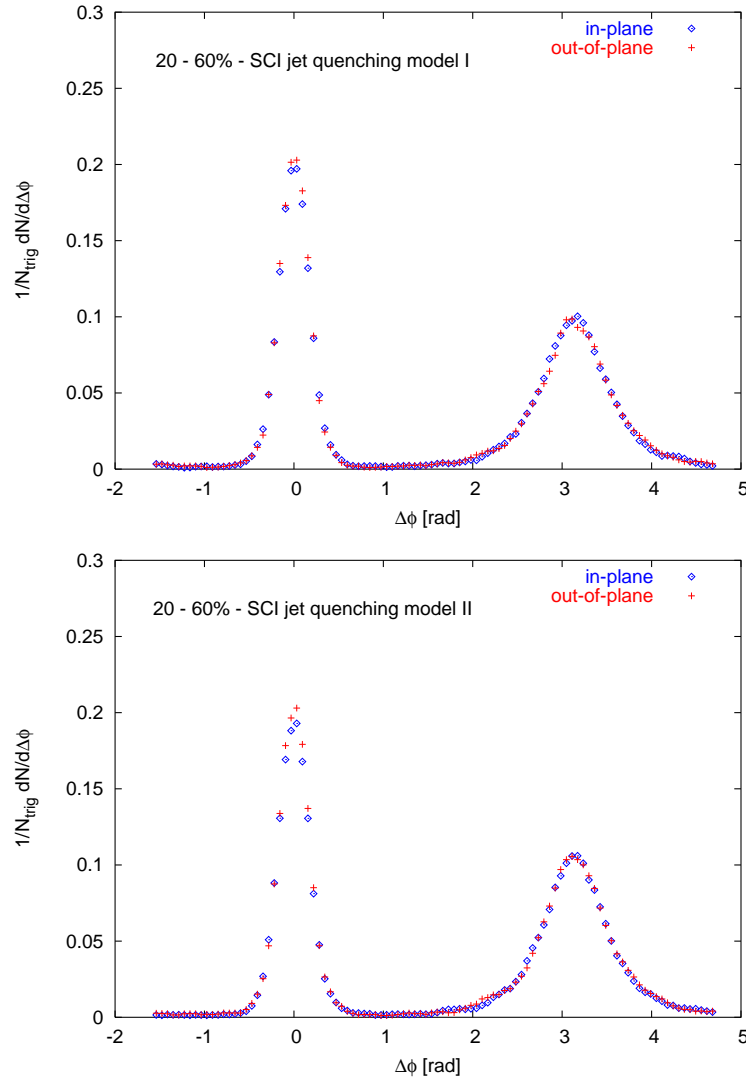 0.3
in-plane
20 - 60% - SCI jet quenching model I
out-of-plane
0.25
0.2
0.15
0.1
0.05
0
1/N_trig dN/dΔϕ
-2 -1 0 1 2 3 4 5
Δϕ [rad]
0.3
in-plane
20 - 60% - SCI jet quenching model II
out-of-plane
0.25
0.2
0.15
0.1
0.05
0
1/N_trig dN/dΔϕ
-2 -1 0 1 2 3 4 5
Δϕ [rad]